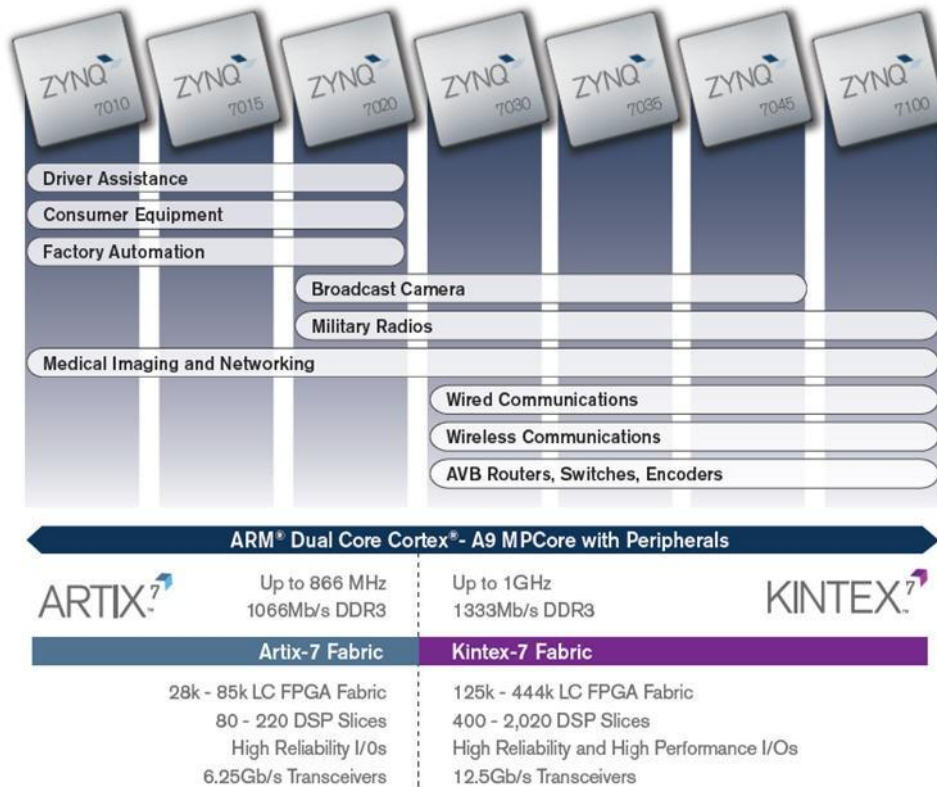 ZYNQ
7010
ZYNQ
7015
ZYNQ
7020
ZYNQ
7030
ZYNQ
7035
ZYNQ
7045
ZYNQ
7100
Driver Assistance
Consumer Equipment
Factory Automation
Broadcast Camera
Military Radios
Medical Imaging and Networking
Wired Communications
Wireless Communications
AVB Routers, Switches, Encoders
ARM® Dual Core Cortex®- A9 MPCore with Peripherals
ARTIX7™
Up to 866 MHz
1066Mb/s DDR3
Up to 1GHz
1333Mb/s DDR3
KINTEX7™
Artix-7 Fabric
Kintex-7 Fabric
28k - 85k LC FPGA Fabric
80 - 220 DSP Slices
High Reliability I/0s
6.25Gb/s Transceivers
125k - 444k LC FPGA Fabric
400 - 2,020 DSP Slices
High Reliability and High Performance I/Os
12.5Gb/s Transceivers